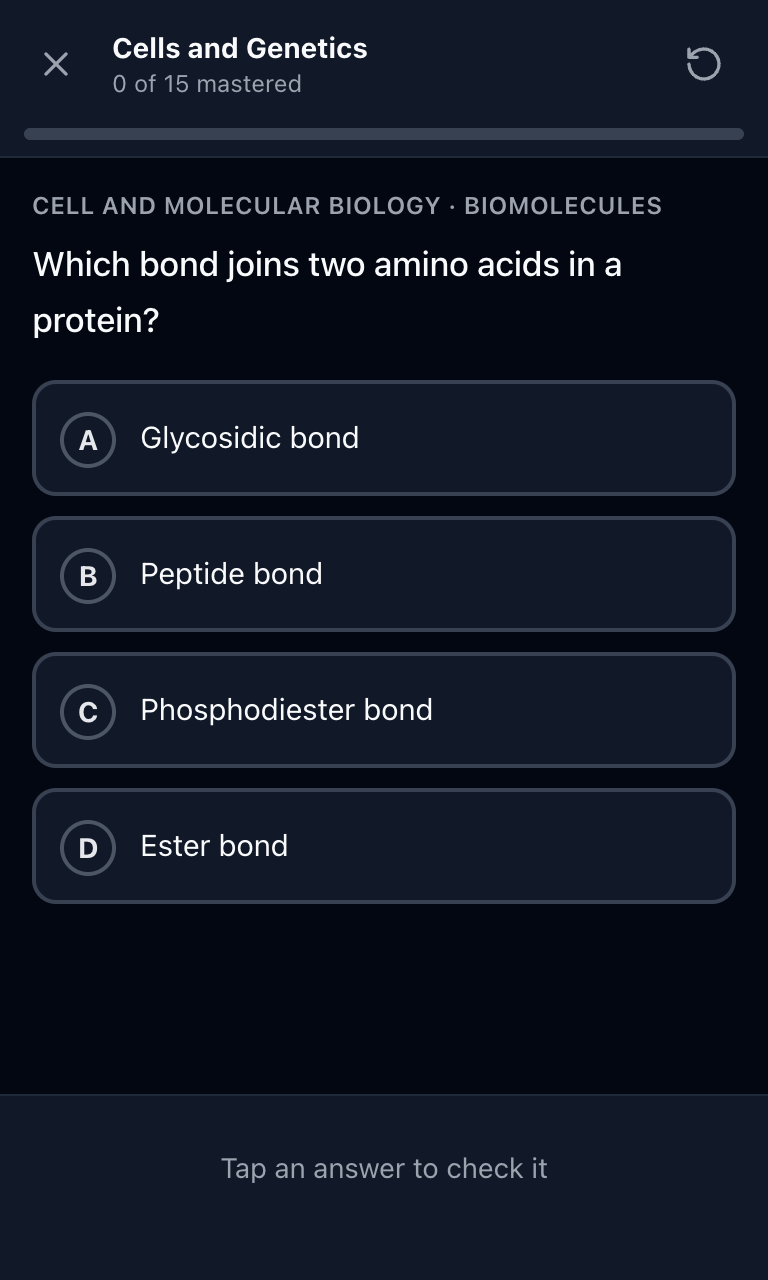 Cells and Genetics
0 of 15 mastered
CELL AND MOLECULAR BIOLOGY · BIOMOLECULES
Which bond joins two amino acids in a
protein?
A Glycosidic bond
B Peptide bond
C Phosphodiester bond
D Ester bond
Tap an answer to check it